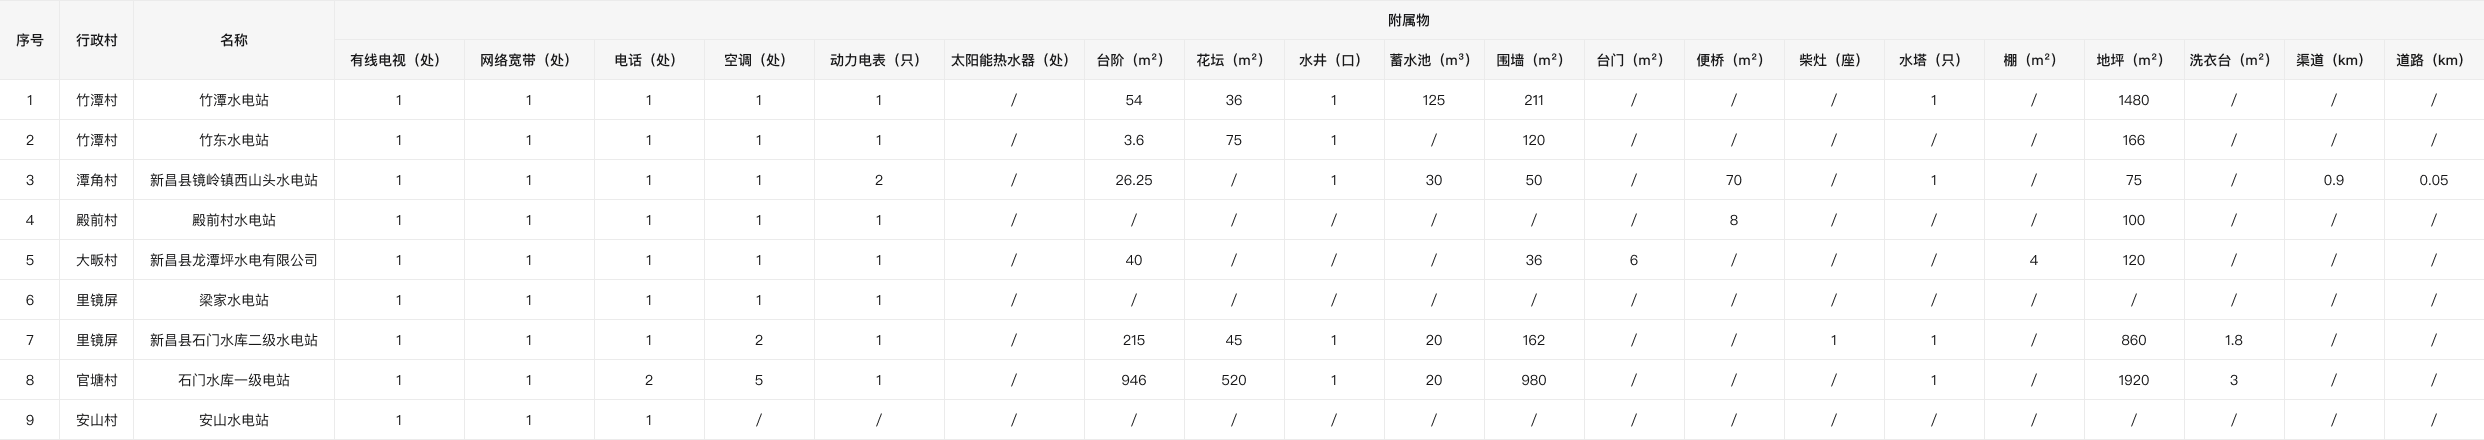 附属物
序号 行政村 名称
有线电视（处） 网络宽带（处） 电话（处） 空调（处） 动力电表（只） 太阳能热水器（处） 台阶（m²） 花坛（m²） 水井（口） 蓄水池（m³） 围墙（m²） 台门（m²） 便桥（m²） 柴灶（座） 水塔（只） 棚（m²） 地坪（m²） 洗衣台（m²） 渠道（km） 道路（km）
1 竹潭村 竹潭水电站 1 1 1 1 1 / 54 36 1 125 211 / / / 1 / 1480 / / /
2 竹潭村 竹东水电站 1 1 1 1 1 / 3.6 75 1 / 120 / / / / / 166 / / /
3 潭角村 新昌县镜岭镇西山头水电站 1 1 1 1 2 / 26.25 / 1 30 50 / 70 / 1 / 75 / 0.9 0.05
4 殿前村 殿前村水电站 1 1 1 1 1 / / / / / / / 8 / / / 100 / / /
5 大畈村 新昌县龙潭坪水电有限公司 1 1 1 1 1 / 40 / / / 36 6 / / / 4 120 / / /
6 里镜屏 梁家水电站 1 1 1 1 1 / / / / / / / / / / / / / / /
7 里镜屏 新昌县石门水库二级水电站 1 1 1 2 1 / 215 45 1 20 162 / / 1 1 / 860 1.8 / /
8 官塘村 石门水库一级电站 1 1 2 5 1 / 946 520 1 20 980 / / / 1 / 1920 3 / /
9 安山村 安山水电站 1 1 1 / / / / / / / / / / / / / / / / /